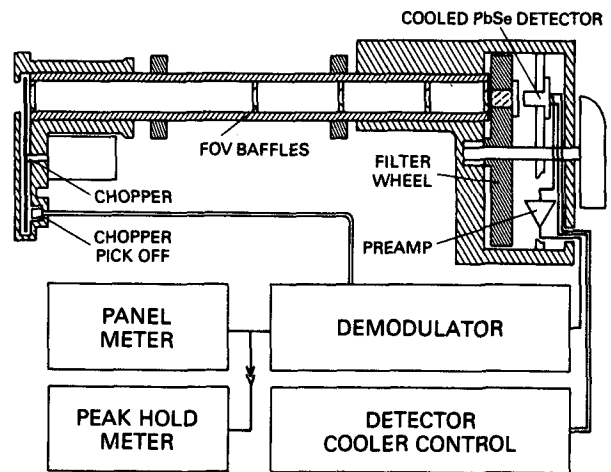 COOLED PbSe DETECTOR
FOV BAFFLES
FILTER
WHEEL
CHOPPER
CHOPPER
PICK OFF
PREAMP
PANEL
METER
DEMODULATOR
PEAK HOLD
METER
DETECTOR
COOLER CONTROL